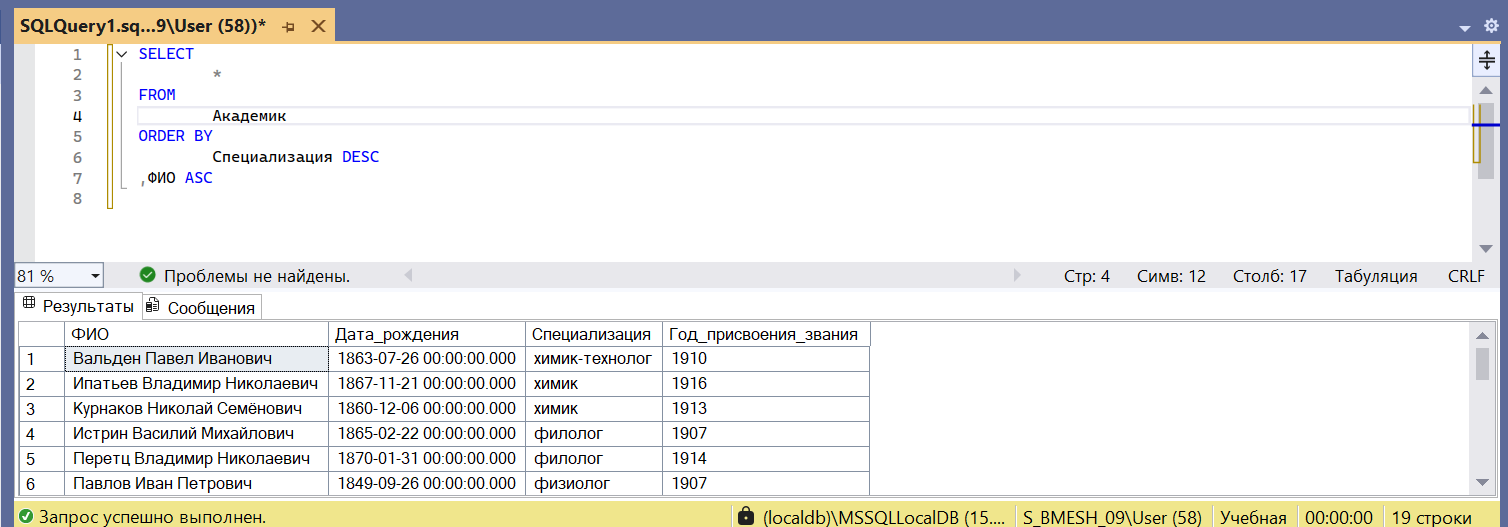 SQLQuery1.sq...9\User (58))*
1 SELECT
2 *
3 FROM
4 Академик
5 ORDER BY
6 Специализация DESC
7 ,ФИО ASC
8
81 % Проблемы не найдены. Стр: 4 Симв: 12 Столб: 17 Табуляция CRLF
Результаты Сообщения
ФИО Дата_рождения Специализация Год_присвоения_звания
1 Вальден Павел Иванович 1863-07-26 00:00:00.000 химик-технолог 1910
2 Ипатьев Владимир Николаевич 1867-11-21 00:00:00.000 химик 1916
3 Курнаков Николай Семёнович 1860-12-06 00:00:00.000 химик 1913
4 Истрин Василий Михайлович 1865-02-22 00:00:00.000 филолог 1907
5 Перетц Владимир Николаевич 1870-01-31 00:00:00.000 филолог 1914
6 Павлов Иван Петрович 1849-09-26 00:00:00.000 физиолог 1907
Запрос успешно выполнен. (localdb)\MSSQLLocalDB (15.... S_BMESH_09\User (58) Учебная 00:00:00 19 строки